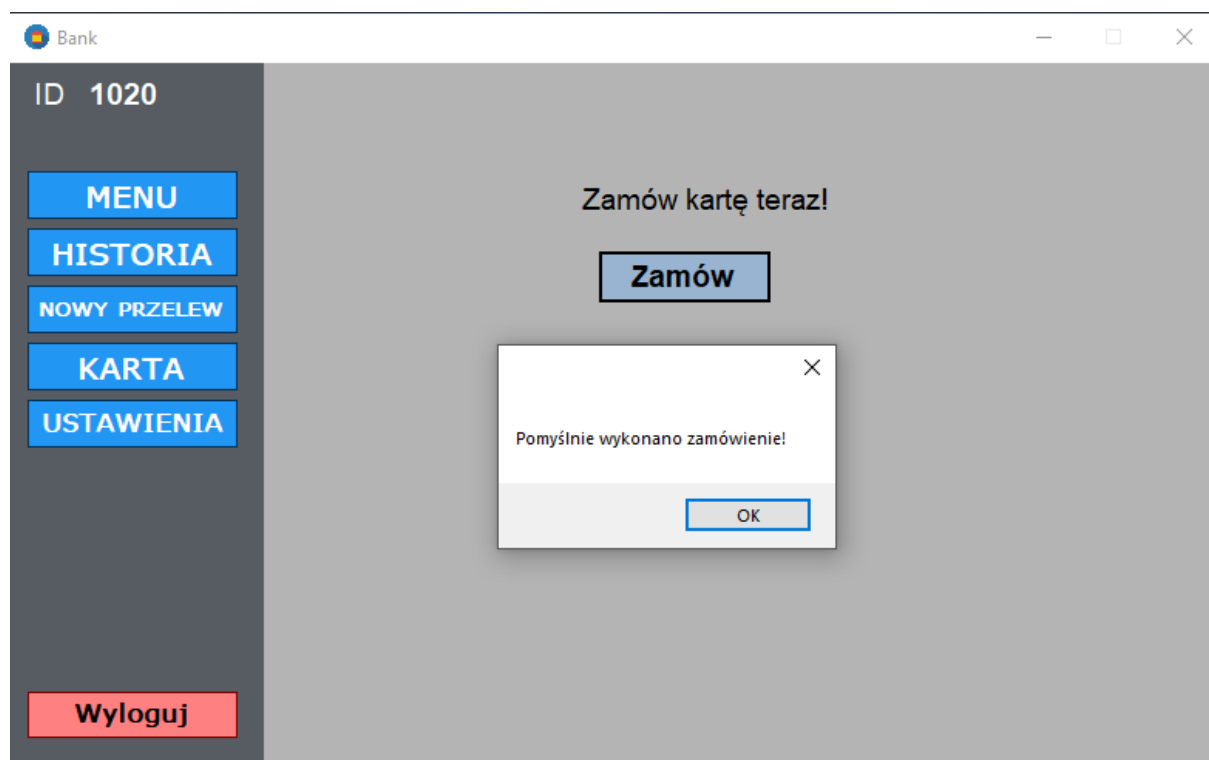 Bank
ID 1020
MENU
HISTORIA
NOWY PRZELEW
KARTA
USTAWIENIA
Wyloguj
Zamów kartę teraz!
Zamów
Pomyślnie wykonano zamówienie!
OK